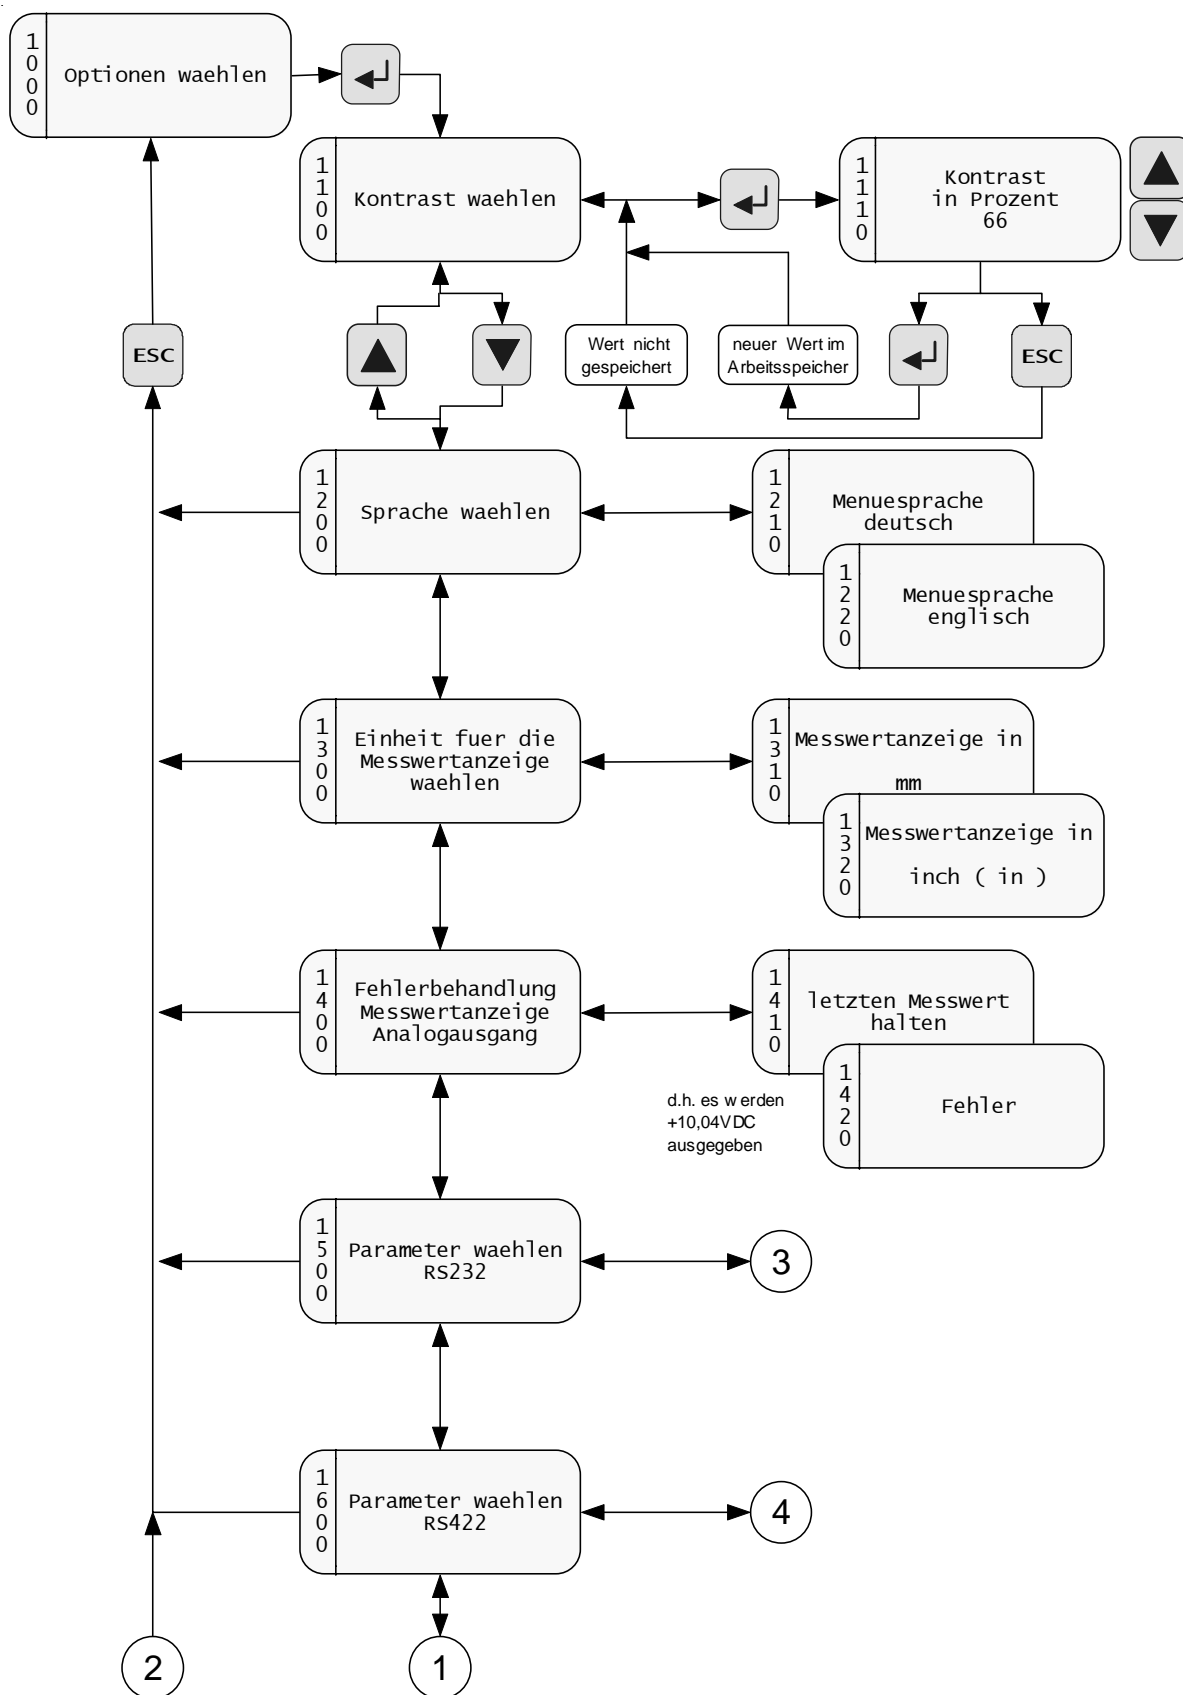 1000
Optionen waehlen
1100
Kontrast waehlen
1110
Kontrast
in Prozent
66
ESC
Wert nicht
gespeichert
neuer Wert im
Arbeitsspeicher
ESC
1200
Sprache waehlen
1210
Menuesprache
deutsch
1220
Menuesprache
englisch
1300
Einheit fuer die
Messwertanzeige
waehlen
1310
Messwertanzeige in
mm
1320
Messwertanzeige in
inch ( in )
1400
Fehlerbehandlung
Messwertanzeige
Analogausgang
1410
letzten Messwert
halten
1420
Fehler
d.h. es werden
+10,04VDC
ausgegeben
1500
Parameter waehlen
RS232
3
1600
Parameter waehlen
RS422
4
2
1